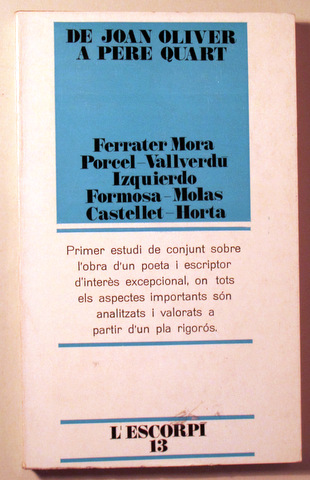 DE JOAN OLIVER
A PERE QUART
Ferrater Mora
Porcel-Vallverdú
Izquierdo
Formosa-Molas
Castellet-Horta
Primer estudi de conjunt sobre
l'obra d'un poeta i escriptor
d'interès excepcional, on tots
els aspectes importants són
analitzats i valorats a
partir d'un pla rigorós.
L'ESCORPÍ
13